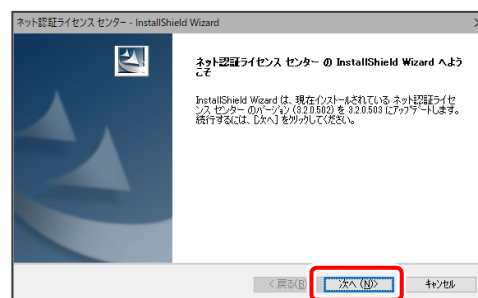 ネット認証ライセンス センター - InstallShield Wizard
ネット認証ライセンス センター の InstallShield Wizard へよう
こそ
InstallShield Wizard は、現在インストールされている ネット認証ライセ
ンス センター のバージョン (3.2.0.502) を 3.2.0.503 にアップデートします。
続行するには、[次へ] をクリックしてください。
< 戻る(B)
次へ (N)>
キャンセル